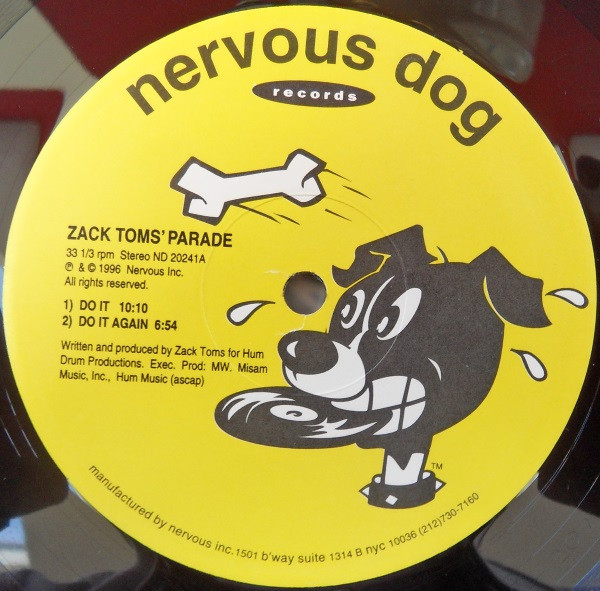 nervous dog
records
ZACK TOMS' PARADE
33 1/3 rpm Stereo ND 20241A
℗ & © 1996 Nervous Inc.
All rights reserved.
1) DO IT 10:10
2) DO IT AGAIN 6:54
Written and produced by Zack Toms for Hum
Drum Productions. Exec. Prod: MW. Misam
Music, Inc., Hum Music (ascap)
TM
manufactured by nervous inc. 1501 b'way suite 1314 B nyc 10036 (212)730-7160